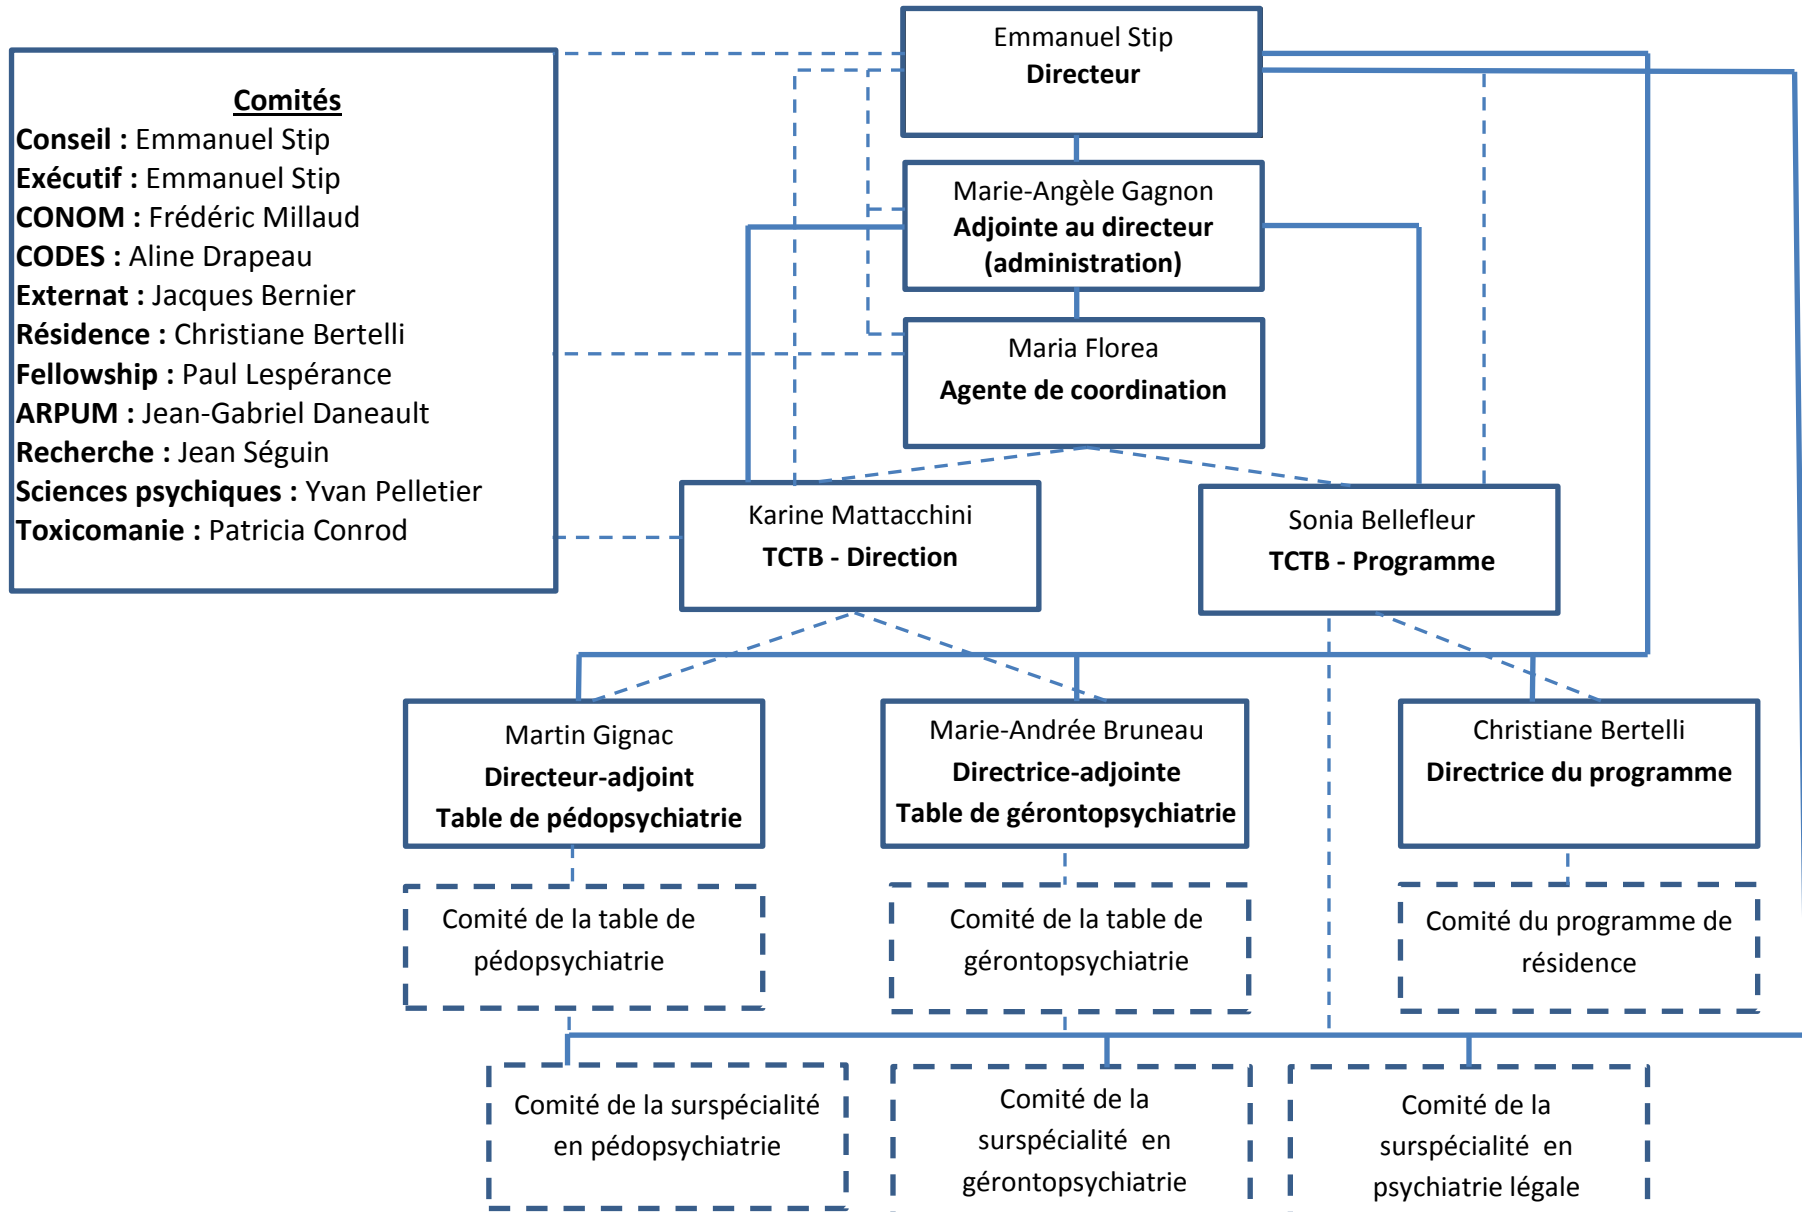 Emmanuel Stip
Directeur
Comités
Conseil : Emmanuel Stip
Exécutif : Emmanuel Stip
CONOM : Frédéric Millaud
CODES : Aline Drapeau
Externat : Jacques Bernier
Résidence : Christiane Bertelli
Fellowship : Paul Lespérance
ARPUM : Jean-Gabriel Daneault
Recherche : Jean Séguin
Sciences psychiques : Yvan Pelletier
Toxicomanie : Patricia Conrod
Marie-Angèle Gagnon
Adjointe au directeur
(administration)
Maria Florea
Agente de coordination
Karine Mattacchini
TCTB - Direction
Sonia Bellefleur
TCTB - Programme
Martin Gignac
Directeur-adjoint
Table de pédopsychiatrie
Marie-Andrée Bruneau
Directrice-adjointe
Table de gérontopsychiatrie
Christiane Bertelli
Directrice du programme
Comité de la table de
pédopsychiatrie
Comité de la table de
gérontopsychiatrie
Comité du programme de
résidence
Comité de la surspécialité
en pédopsychiatrie
Comité de la
surspécialité en
gérontopsychiatrie
Comité de la
surspécialité en
psychiatrie légale